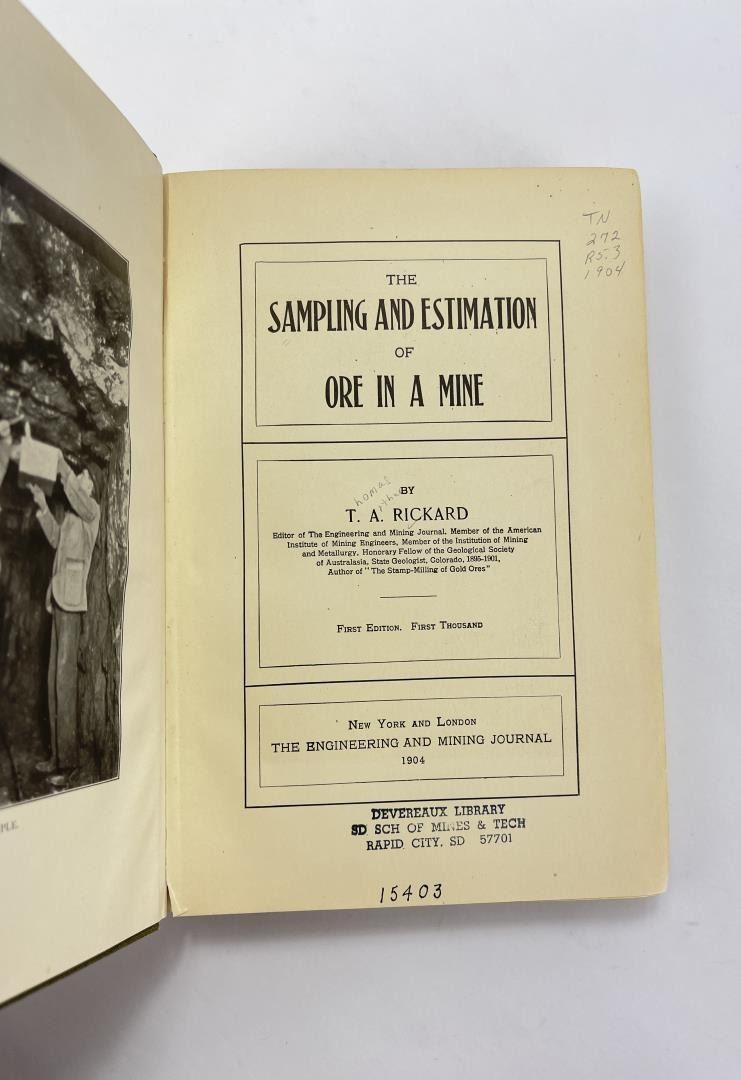 TN
272
R5.3
1904
THE
SAMPLING AND ESTIMATION
OF
ORE IN A MINE
BY
homas
T. A. RICKARD
Editor of The Engineering and Mining Journal. Member of the American
Institute of Mining Engineers, Member of the Institution of Mining
and Metallurgy. Honorary Fellow of the Geological Society
of Australasia, State Geologist, Colorado, 1895-1901,
Author of "The Stamp-Milling of Gold Ores"
First Edition. First Thousand
New York and London
THE ENGINEERING AND MINING JOURNAL
1904
DEVEREAUX LIBRARY
SD SCH OF MINES & TECH
RAPID CITY, SD 57701
15403